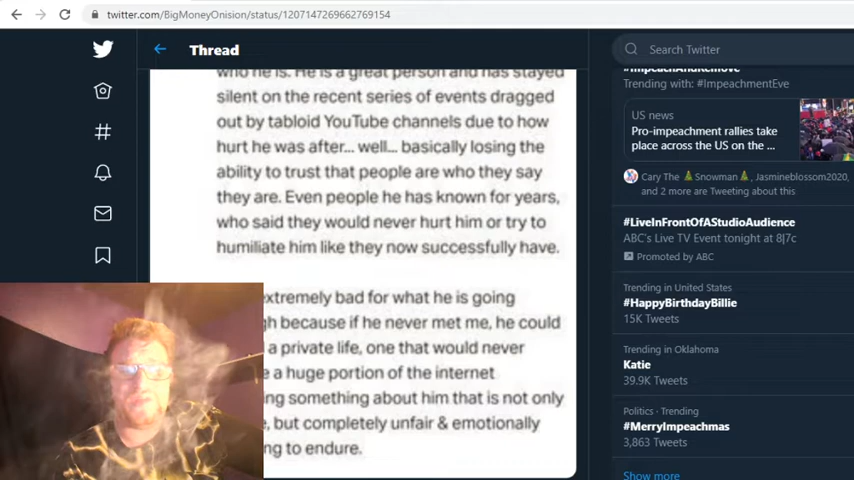 twitter.com/BigMoneyOnision/status/1207147269662769154
Thread
Search Twitter
who he is. He is a great person and has stayed
silent on the recent series of events dragged
out by tabloid YouTube channels due to how
hurt he was after... well... basically losing the
ability to trust that people are who they say
they are. Even people he has known for years,
who said they would never hurt him or try to
humiliate him like they now successfully have.
extremely bad for what he is going
gh because if he never met me, he could
a private life, one that would never
e a huge portion of the internet
ng something about him that is not only
e, but completely unfair & emotionally
ng to endure.
#ImpeachAndRemove
Trending with: #ImpeachmentEve
US news
Pro-impeachment rallies take
place across the US on the ...
Cary The 🎄 Snowman 🎄, Jasmineblossom2020,
and 2 more are Tweeting about this
#LiveInFrontOfAStudioAudience
ABC's Live TV Event tonight at 8|7c
Promoted by ABC
Trending in United States
#HappyBirthdayBillie
15K Tweets
Trending in Oklahoma
Katie
39.9K Tweets
Politics · Trending
#MerryImpeachmas
3,863 Tweets
Show more